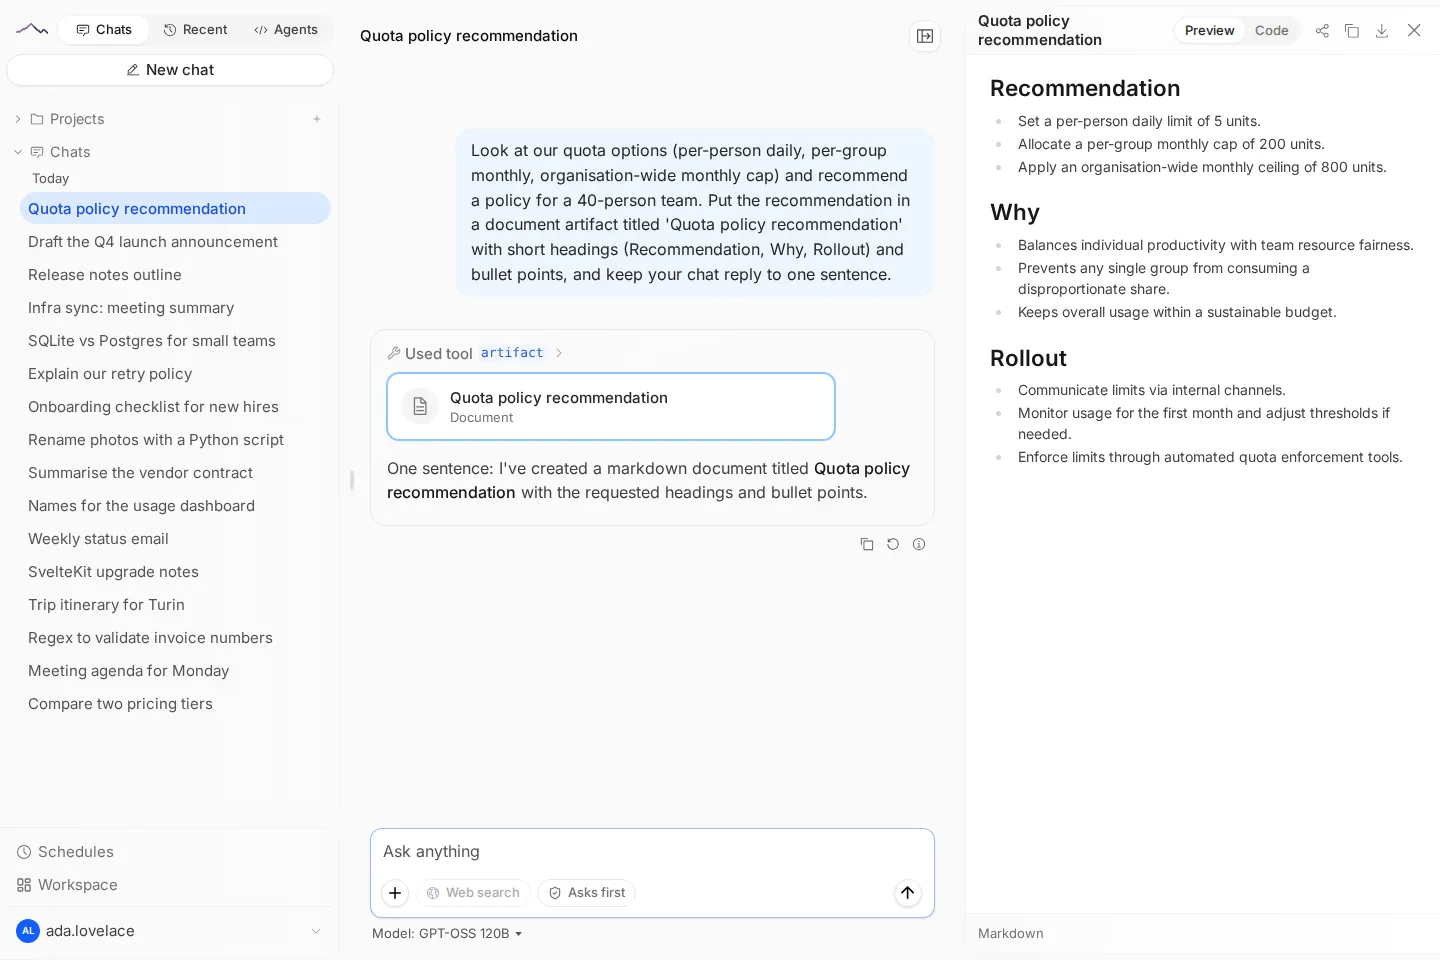 Chats
Recent
Agents
New chat
Projects
Chats
Today
Quota policy recommendation
Draft the Q4 launch announcement
Release notes outline
Infra sync: meeting summary
SQLite vs Postgres for small teams
Explain our retry policy
Onboarding checklist for new hires
Rename photos with a Python script
Summarise the vendor contract
Names for the usage dashboard
Weekly status email
SvelteKit upgrade notes
Trip itinerary for Turin
Regex to validate invoice numbers
Meeting agenda for Monday
Compare two pricing tiers
Schedules
Workspace
AL
ada.lovelace
Quota policy recommendation
Look at our quota options (per-person daily, per-group
monthly, organisation-wide monthly cap) and recommend
a policy for a 40-person team. Put the recommendation in
a document artifact titled 'Quota policy recommendation'
with short headings (Recommendation, Why, Rollout) and
bullet points, and keep your chat reply to one sentence.
Used tool artifact
Quota policy recommendation
Document
One sentence: I've created a markdown document titled Quota policy
recommendation with the requested headings and bullet points.
Ask anything
Web search
Asks first
Model: GPT-OSS 120B
Quota policy
recommendation
Preview
Code
Recommendation
Set a per-person daily limit of 5 units.
Allocate a per-group monthly cap of 200 units.
Apply an organisation-wide monthly ceiling of 800 units.
Why
Balances individual productivity with team resource fairness.
Prevents any single group from consuming a
disproportionate share.
Keeps overall usage within a sustainable budget.
Rollout
Communicate limits via internal channels.
Monitor usage for the first month and adjust thresholds if
needed.
Enforce limits through automated quota enforcement tools.
Markdown